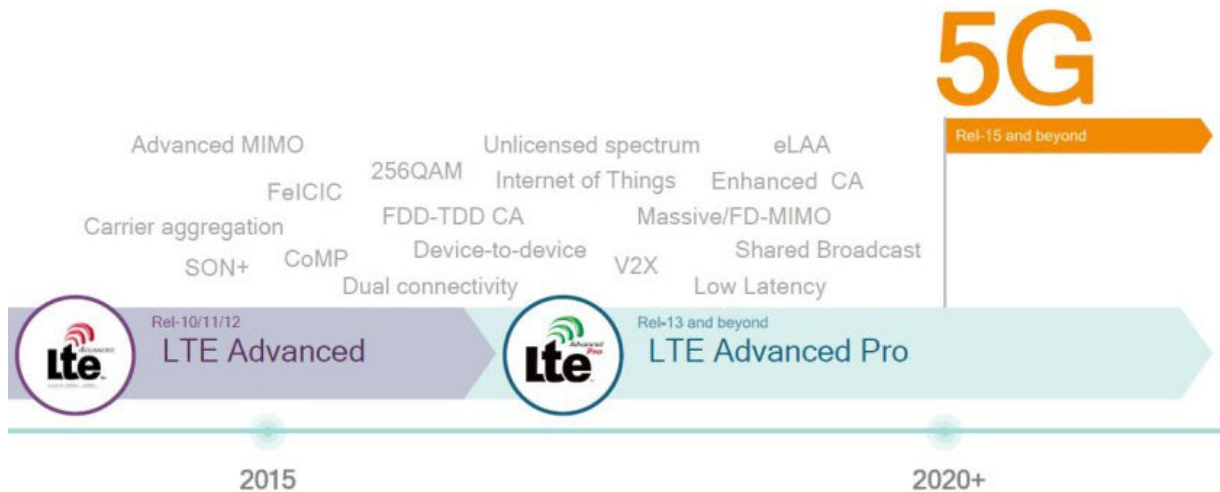 5G
Rel-15 and beyond
Advanced MIMO
256QAM
Unlicensed spectrum
eLAA
FeICIC
Internet of Things
Enhanced CA
Carrier aggregation
FDD-TDD CA
Massive/FD-MIMO
SON+
CoMP
Device-to-device
V2X
Shared Broadcast
Dual connectivity
Low Latency
Lte
ADVANCED
Rel-10/11/12
LTE Advanced
Lte
Advanced
Pro
Rel-13 and beyond
LTE Advanced Pro
2015
2020+